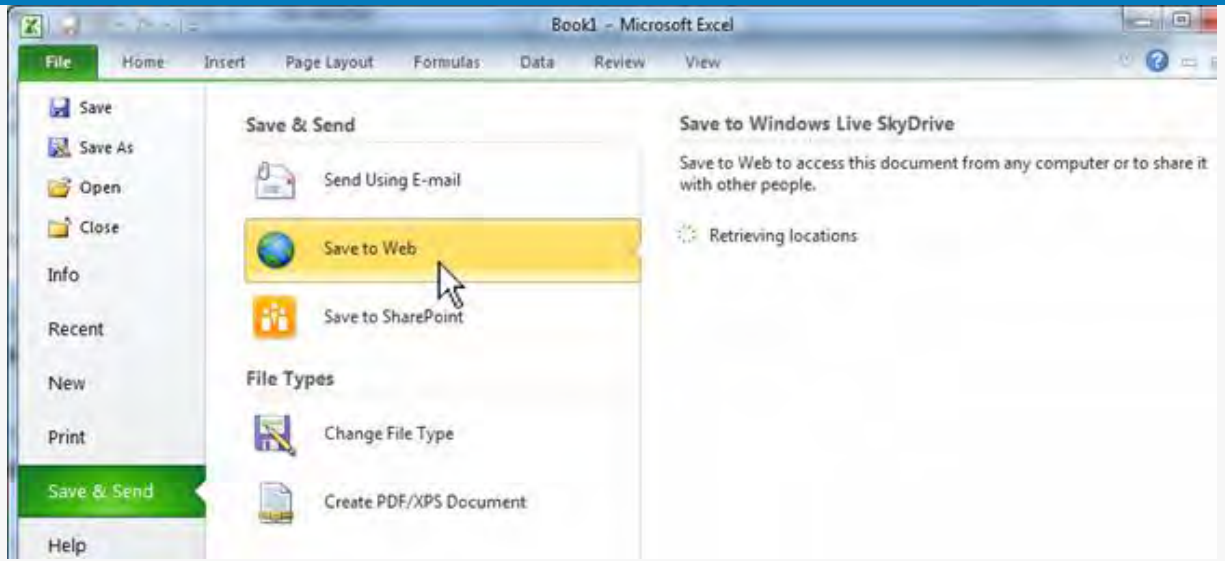 Book1 - Microsoft Excel
File Home Insert Page Layout Formulas Data Review View
Save
Save As
Open
Close
Info
Recent
New
Print
Save & Send
Help
Save & Send
Send Using E-mail
Save to Web
Save to SharePoint
File Types
Change File Type
Create PDF/XPS Document
Save to Windows Live SkyDrive
Save to Web to access this document from any computer or to share it
with other people.
Retrieving locations